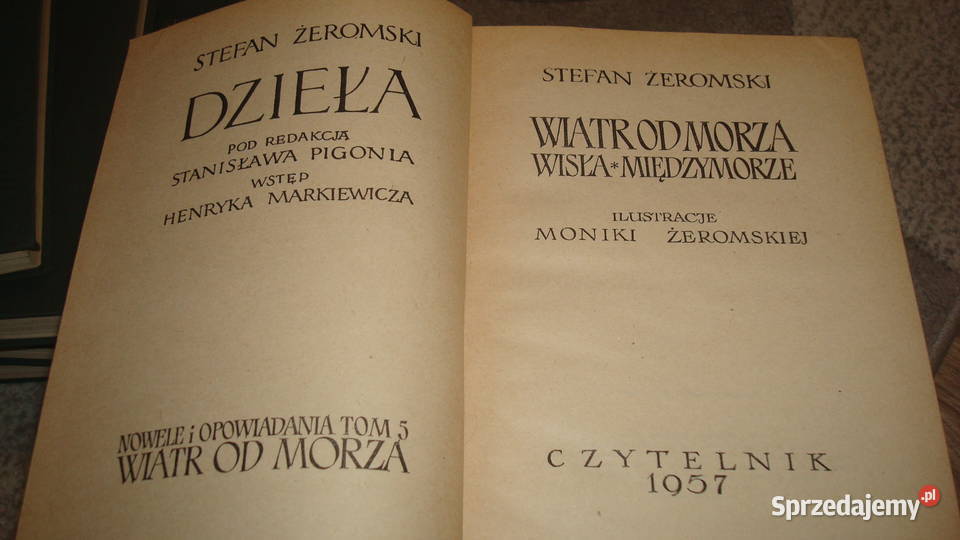 STEFAN ŻEROMSKI
DZIEŁA
POD REDAKCJĄ
STANISŁAWA PIGONIA
WSTĘP
HENRYKA MARKIEWICZA
NOWELE i OPOWIADANIA TOM 5
WIATR OD MORZA
STEFAN ŻEROMSKI
WIATR OD MORZA
WISŁA * MIĘDZYMORZE
ILUSTRACJE
MONIKI ŻEROMSKIEJ
CZYTELNIK
1957
Sprzedajemy.pl